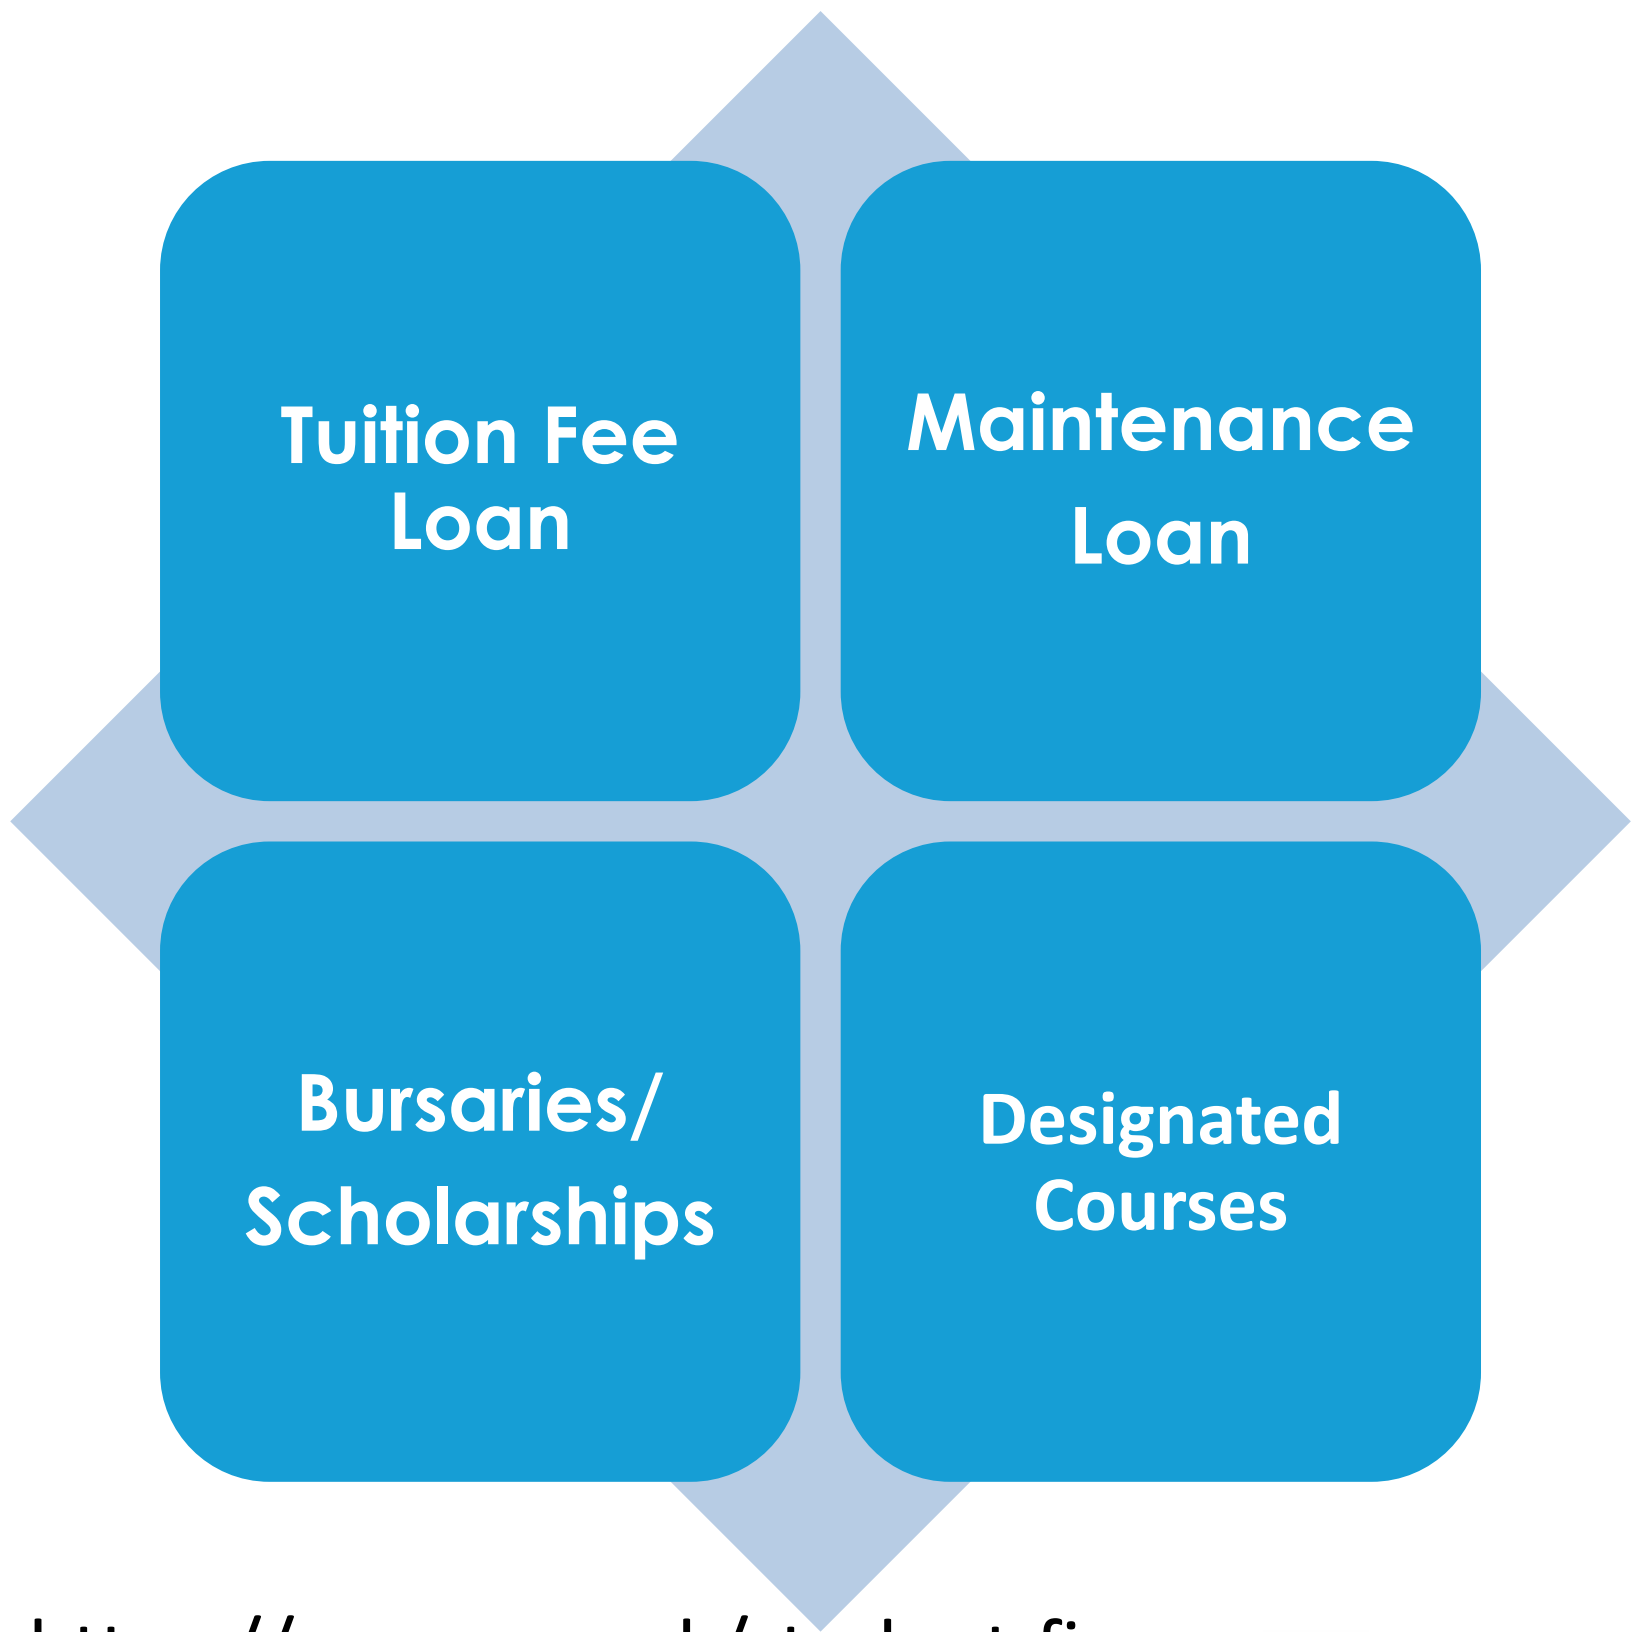 Tuition Fee
Loan
Maintenance
Loan
Bursaries/
Scholarships
Designated
Courses